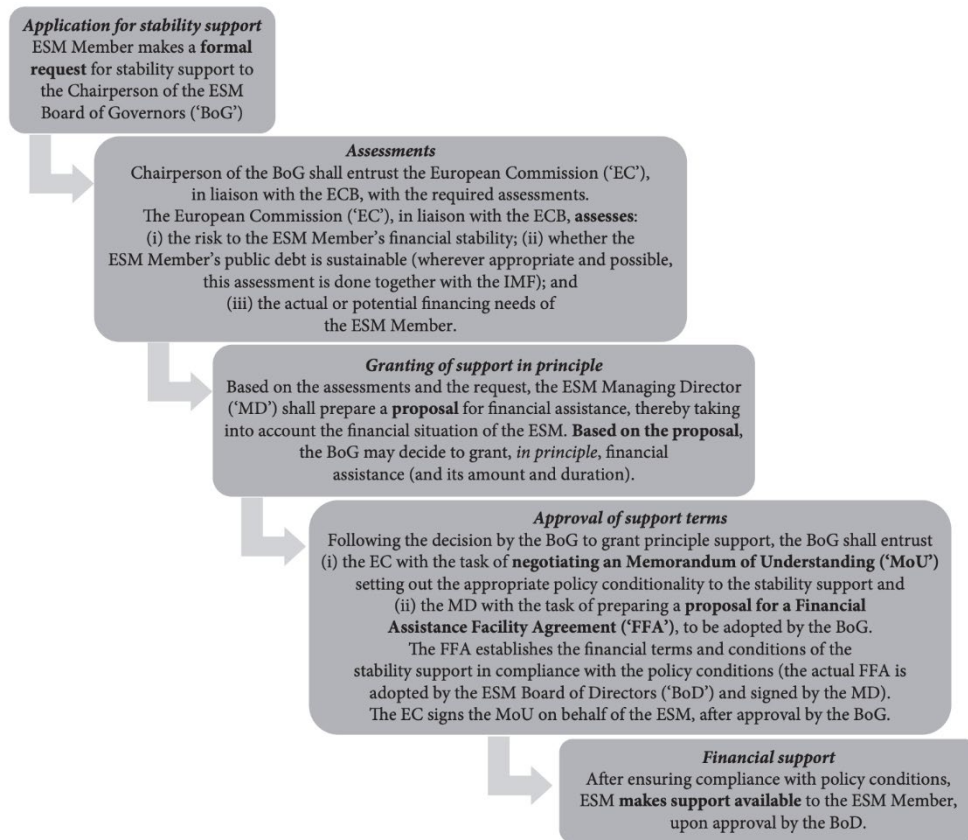 Application for stability support
ESM Member makes a formal
request for stability support to
the Chairperson of the ESM
Board of Governors (‘BoG’)
Assessments
Chairperson of the BoG shall entrust the European Commission (‘EC’),
in liaison with the ECB, with the required assessments.
The European Commission (‘EC’), in liaison with the ECB, assesses:
(i) the risk to the ESM Member’s financial stability; (ii) whether the
ESM Member’s public debt is sustainable (wherever appropriate and possible,
this assessment is done together with the IMF); and
(iii) the actual or potential financing needs of
the ESM Member.
Granting of support in principle
Based on the assessments and the request, the ESM Managing Director
(‘MD’) shall prepare a proposal for financial assistance, thereby taking
into account the financial situation of the ESM. Based on the proposal,
the BoG may decide to grant, in principle, financial
assistance (and its amount and duration).
Approval of support terms
Following the decision by the BoG to grant principle support, the BoG shall entrust
(i) the EC with the task of negotiating an Memorandum of Understanding (‘MoU’)
setting out the appropriate policy conditionality to the stability support and
(ii) the MD with the task of preparing a proposal for a Financial
Assistance Facility Agreement (‘FFA’), to be adopted by the BoG.
The FFA establishes the financial terms and conditions of the
stability support in compliance with the policy conditions (the actual FFA is
adopted by the ESM Board of Directors (‘BoD’) and signed by the MD).
The EC signs the MoU on behalf of the ESM, after approval by the BoG.
Financial support
After ensuring compliance with policy conditions,
ESM makes support available to the ESM Member,
upon approval by the BoD.